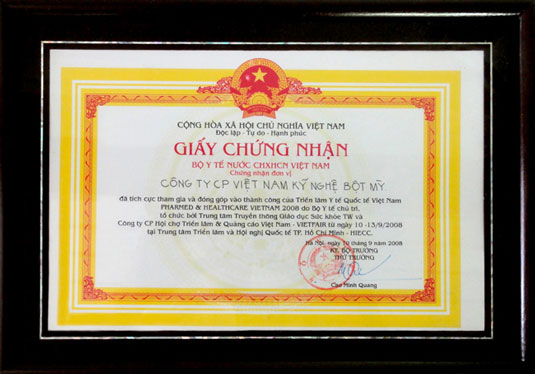 CỘNG HÒA XÃ HỘI CHỦ NGHĨA VIỆT NAM
Độc lập - Tự do - Hạnh phúc
GIẤY CHỨNG NHẬN
BỘ Y TẾ NƯỚC CHXHCN VIỆT NAM
Chứng nhận đơn vị
CÔNG TY CP VIỆT NAM KỸ NGHỆ BỘT MỲ
đã tích cực tham gia và đóng góp vào thành công của Triển lãm Y tế Quốc tế Việt Nam
PHARMED & HEALTHCARE VIETNAM 2008 do Bộ Y tế chủ trì,
tổ chức bởi Trung tâm Truyền thông Giáo dục Sức khỏe TW và
Công ty CP Hội chợ Triển lãm & Quảng cáo Việt Nam - VIETFAIR từ ngày 10 -13/9/2008
tại Trung tâm Triển lãm và Hội nghị Quốc tế TP. Hồ Chí Minh - HIECC.
Hà Nội, ngày 10 tháng 9 năm 2008
KT. BỘ TRƯỞNG
THỨ TRƯỞNG
Cao Minh Quang